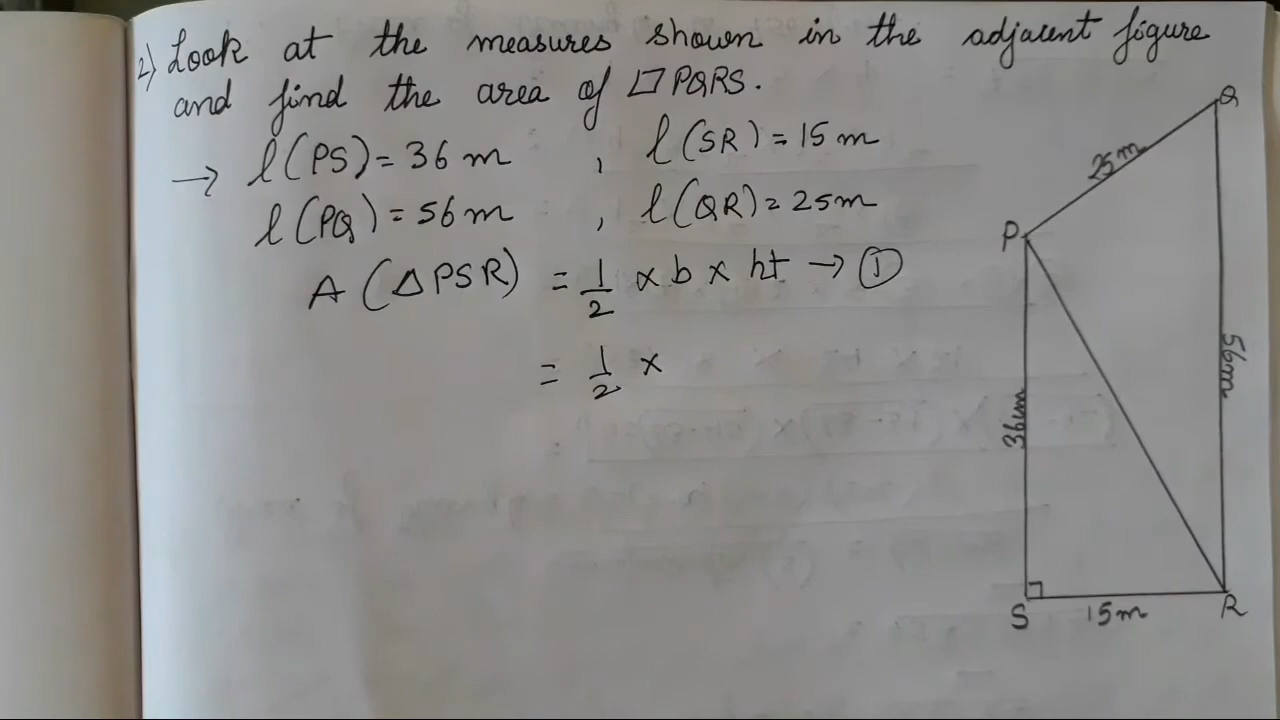 2) Look at the measures shown in the adjacent figure
and find the area of ▱PQRS.
→ l(PS) = 36 m , l(SR) = 15 m
l(PQ) = 56 m , l(QR) = 25m
A (△PSR) = 1/2 × b × ht → ①
= 1/2 ×
Q
25 m
P
56m
36m
S
15m
R